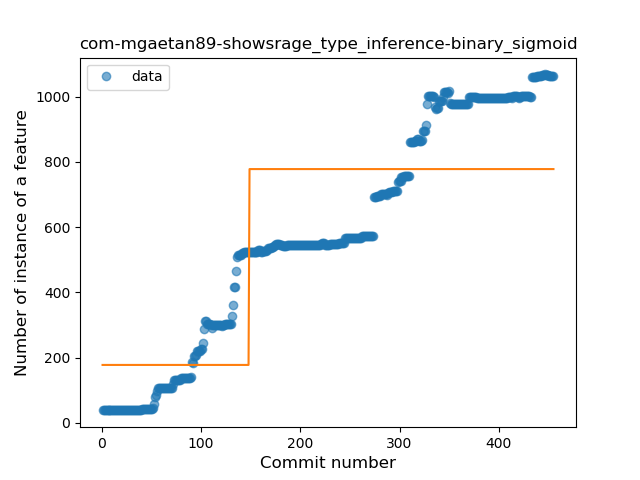 com-mgaetan89-showsrage_type_inference-binary_sigmoid
data
Number of instance of a feature
1000
800
600
400
200
0
0 100 200 300 400
Commit number